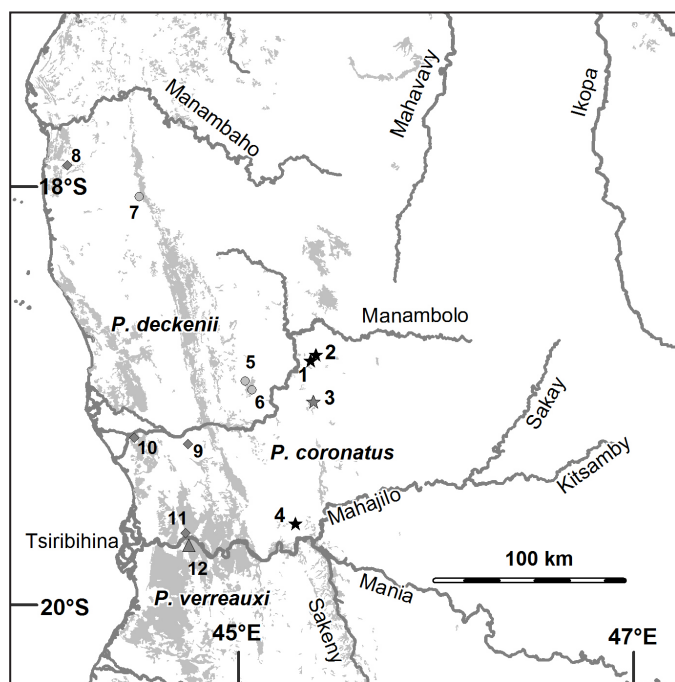 Manambaho
Mahavavy
Ikopa
8
18°S
7
Manambolo
P. deckenii
2
1
5
6
3
Sakay
10
9
P. coronatus
Kitsamby
4
Mahajilo
11
Tsiribihina
12
100 km
Mania
P. verreauxi
20°S
Sakeny
45°E
47°E